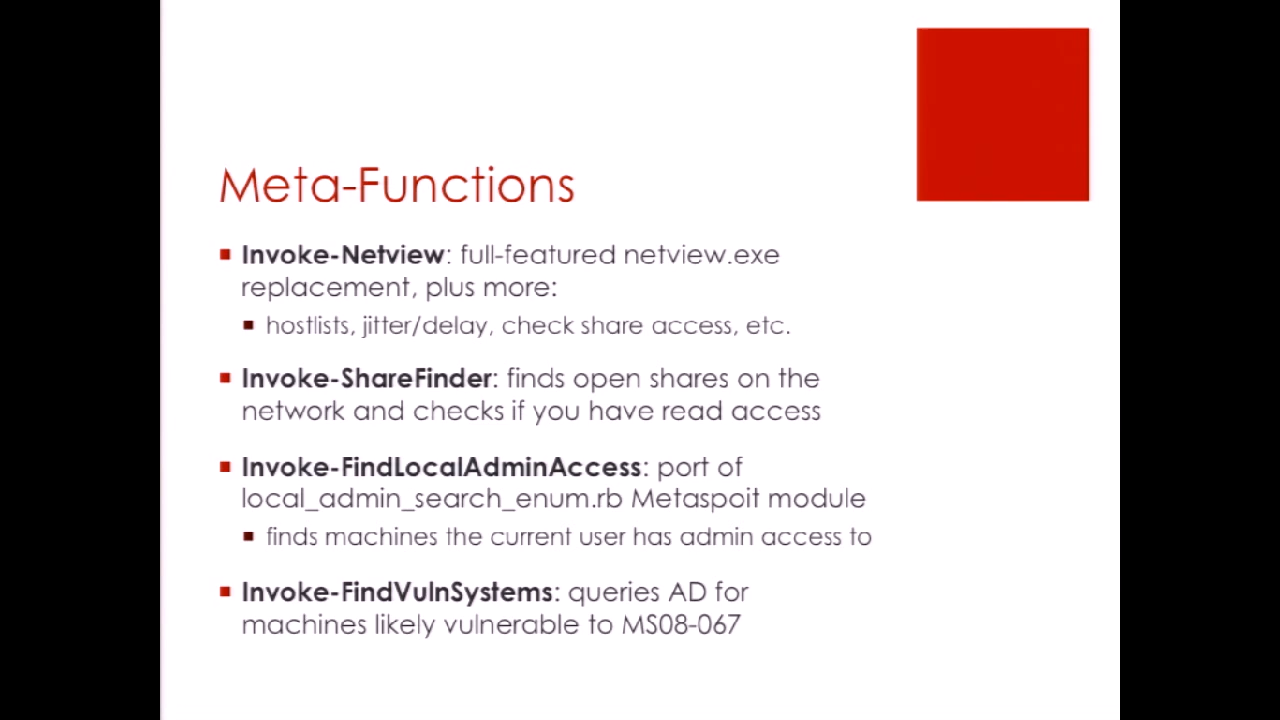 Meta-Functions
Invoke-Netview: full-featured netview.exe
replacement, plus more:
hostlists, jitter/delay, check share access, etc.
Invoke-ShareFinder: finds open shares on the
network and checks if you have read access
Invoke-FindLocalAdminAccess: port of
local_admin_search_enum.rb Metaspoit module
finds machines the current user has admin access to
Invoke-FindVulnSystems: queries AD for
machines likely vulnerable to MS08-067